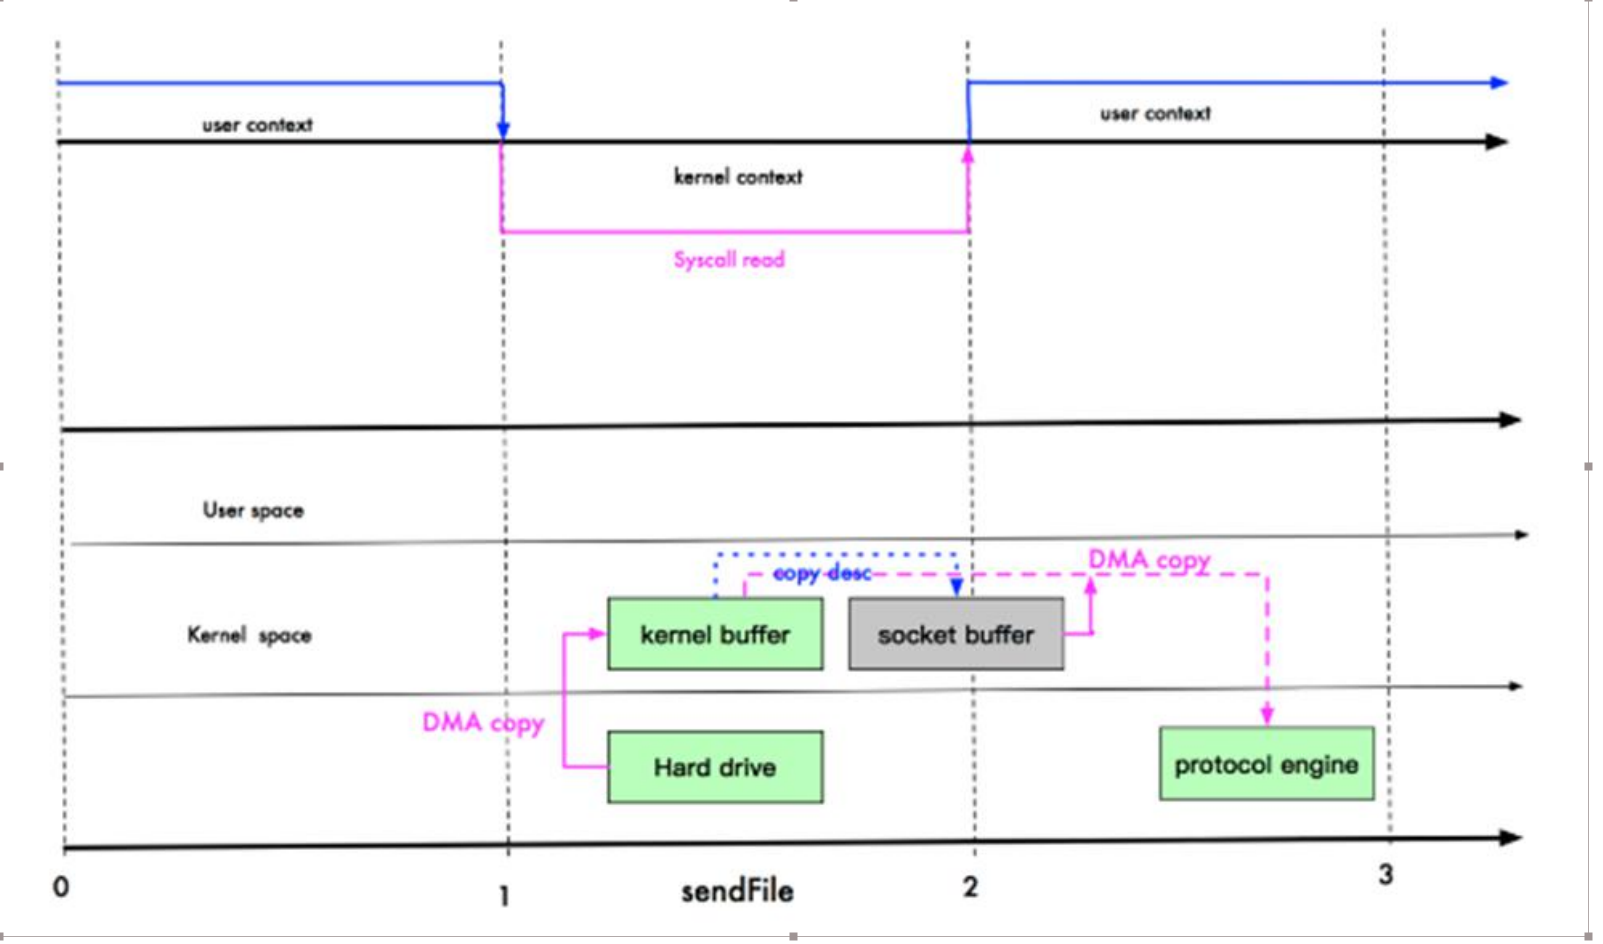 user context
user context
kernel context
Syscall read
User space
copy desc
DMA copy
Kernel space
kernel buffer
socket buffer
DMA copy
Hard drive
protocol engine
0
1
sendFile
2
3